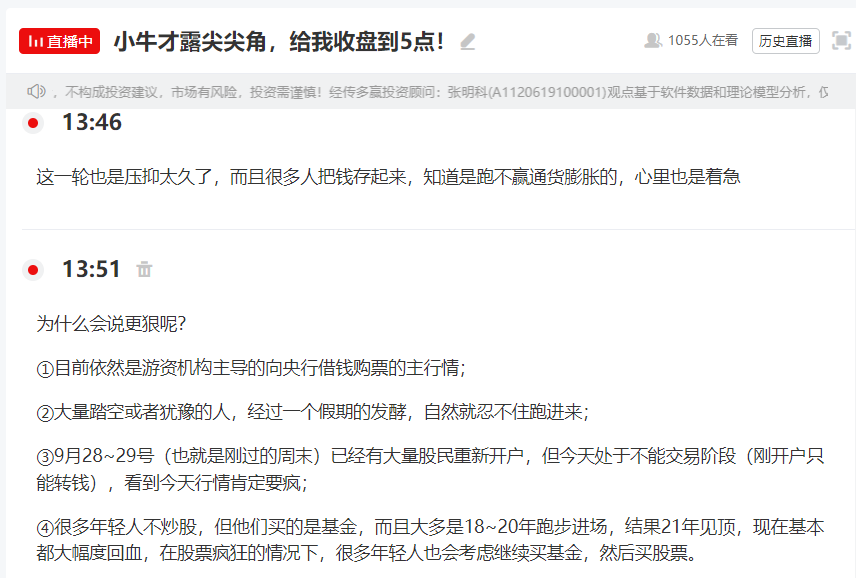 直播中 小牛才露尖尖角，给我收盘到5点！ 1055人在看 历史直播
，不构成投资建议，市场有风险，投资需谨慎！经传多赢投资顾问：张明科(A1120619100001)观点基于软件数据和理论模型分析，仅
13:46
这一轮也是压抑太久了，而且很多人把钱存起来，知道是跑不赢通货膨胀的，心里也是着急
13:51
为什么会说更狠呢？
①目前依然是游资机构主导的向央行借钱购票的主行情；
②大量踏空或者犹豫的人，经过一个假期的发酵，自然就忍不住跑进来；
③9月28~29号（也就是刚过的周末）已经有大量股民重新开户，但今天处于不能交易阶段（刚开户只
能转钱），看到今天行情肯定要疯；
④很多年轻人不炒股，但他们买的是基金，而且大多是18~20年跑步进场，结果21年见顶，现在基本
都大幅度回血，在股票疯狂的情况下，很多年轻人也会考虑继续买基金，然后买股票。